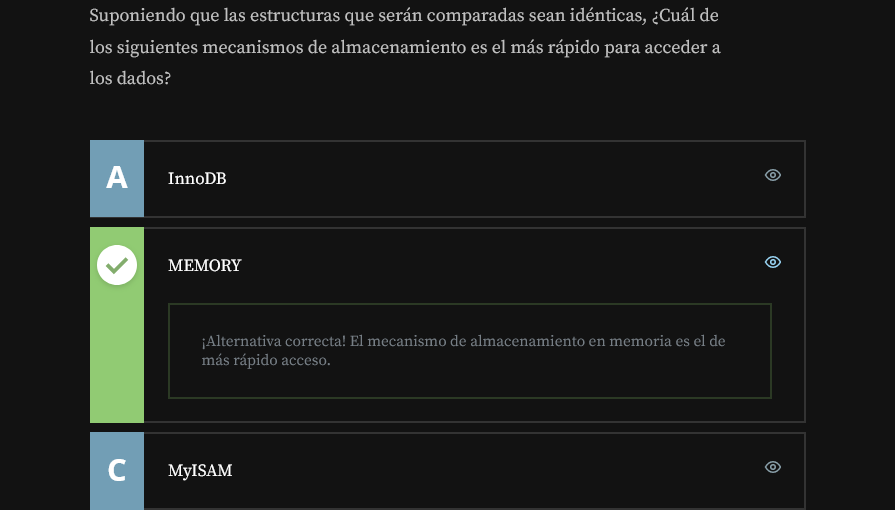 Suponiendo que las estructuras que serán comparadas sean idénticas, ¿Cuál de
los siguientes mecanismos de almacenamiento es el más rápido para acceder a
los dados?
A
InnoDB
MEMORY
¡Alternativa correcta! El mecanismo de almacenamiento en memoria es el de
más rápido acceso.
C
MyISAM